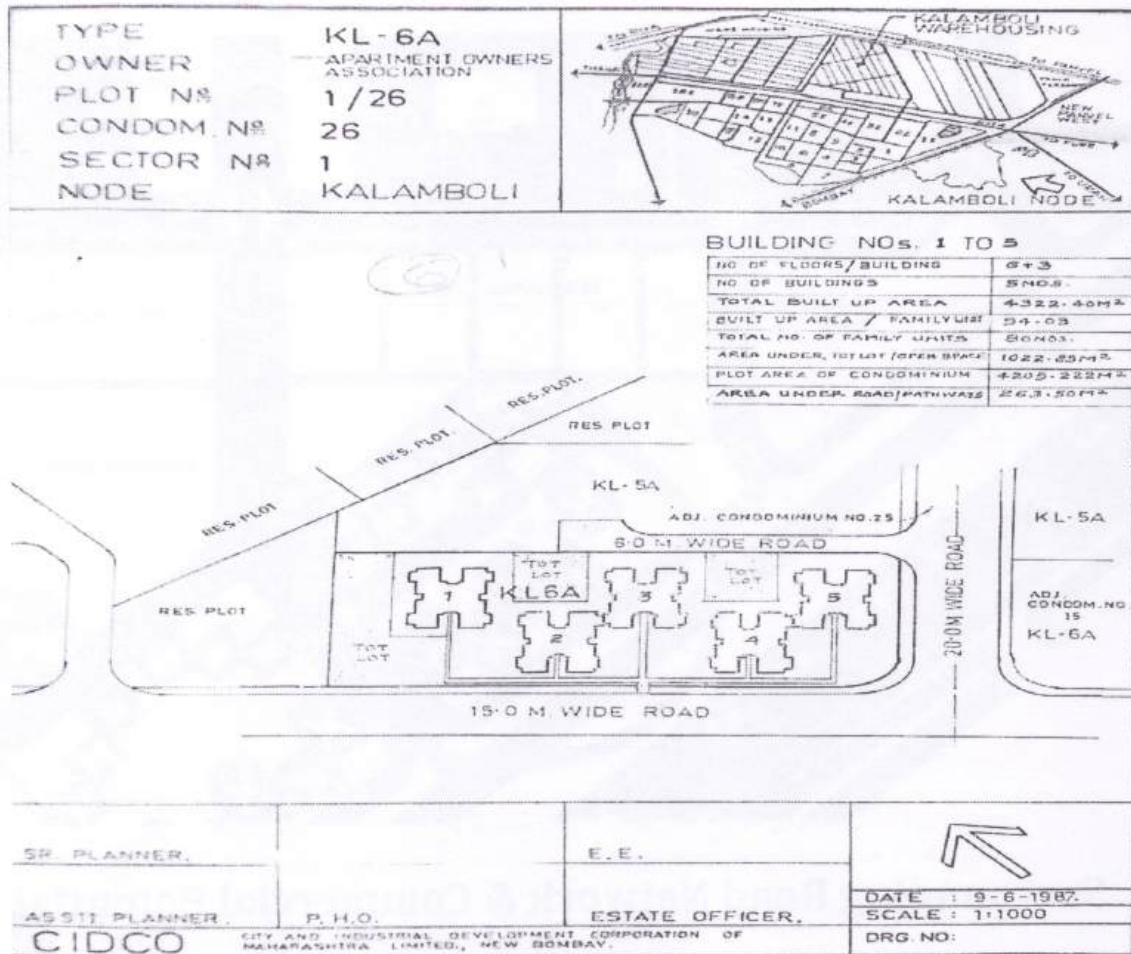 TYPE KL-6A
OWNER APARTMENT OWNERS
ASSOCIATION
PLOT Nº 1/26
CONDOM. Nº 26
SECTOR Nº 1
NODE KALAMBOLI
KALAMBOLI
WAREHOUSING
TO PANVEL
NEW
PANVEL
WEST
BOMBAY
KALAMBOLI NODE
BUILDING NOs. 1 TO 5
NO OF FLOORS/BUILDING G+3
NO OF BUILDINGS 5NOS.
TOTAL BUILT UP AREA 4322.40M²
BUILT UP AREA / FAMILY UNIT 54.03
TOTAL NO. OF FAMILY UNITS 80NOS.
AREA UNDER, TOT LOT/OPEN SPACE 1022.85M²
PLOT AREA OF CONDOMINIUM 4205.222M²
AREA UNDER ROAD/PATHWAYS 263.50M²
RES. PLOT.
RES. PLOT.
RES PLOT
RES. PLOT
RES PLOT
KL-5A
ADJ. CONDOMINIUM NO.25
6.0 M. WIDE ROAD
KL-5A
20.0M WIDE ROAD
ADJ.
CONDOM.NO.
15
KL-6A
TOT
LOT
TOT
LOT
TOT
LOT
KL6A
1
2
3
4
5
15.0 M. WIDE ROAD
SR. PLANNER.
E.E.
ASSTT. PLANNER.
P.H.O.
ESTATE OFFICER.
DATE : 9-6-1987.
SCALE : 1:1000
DRG. NO:
CIDCO CITY AND INDUSTRIAL DEVELOPMENT CORPORATION OF
MAHARASHTRA LIMITED., NEW BOMBAY.